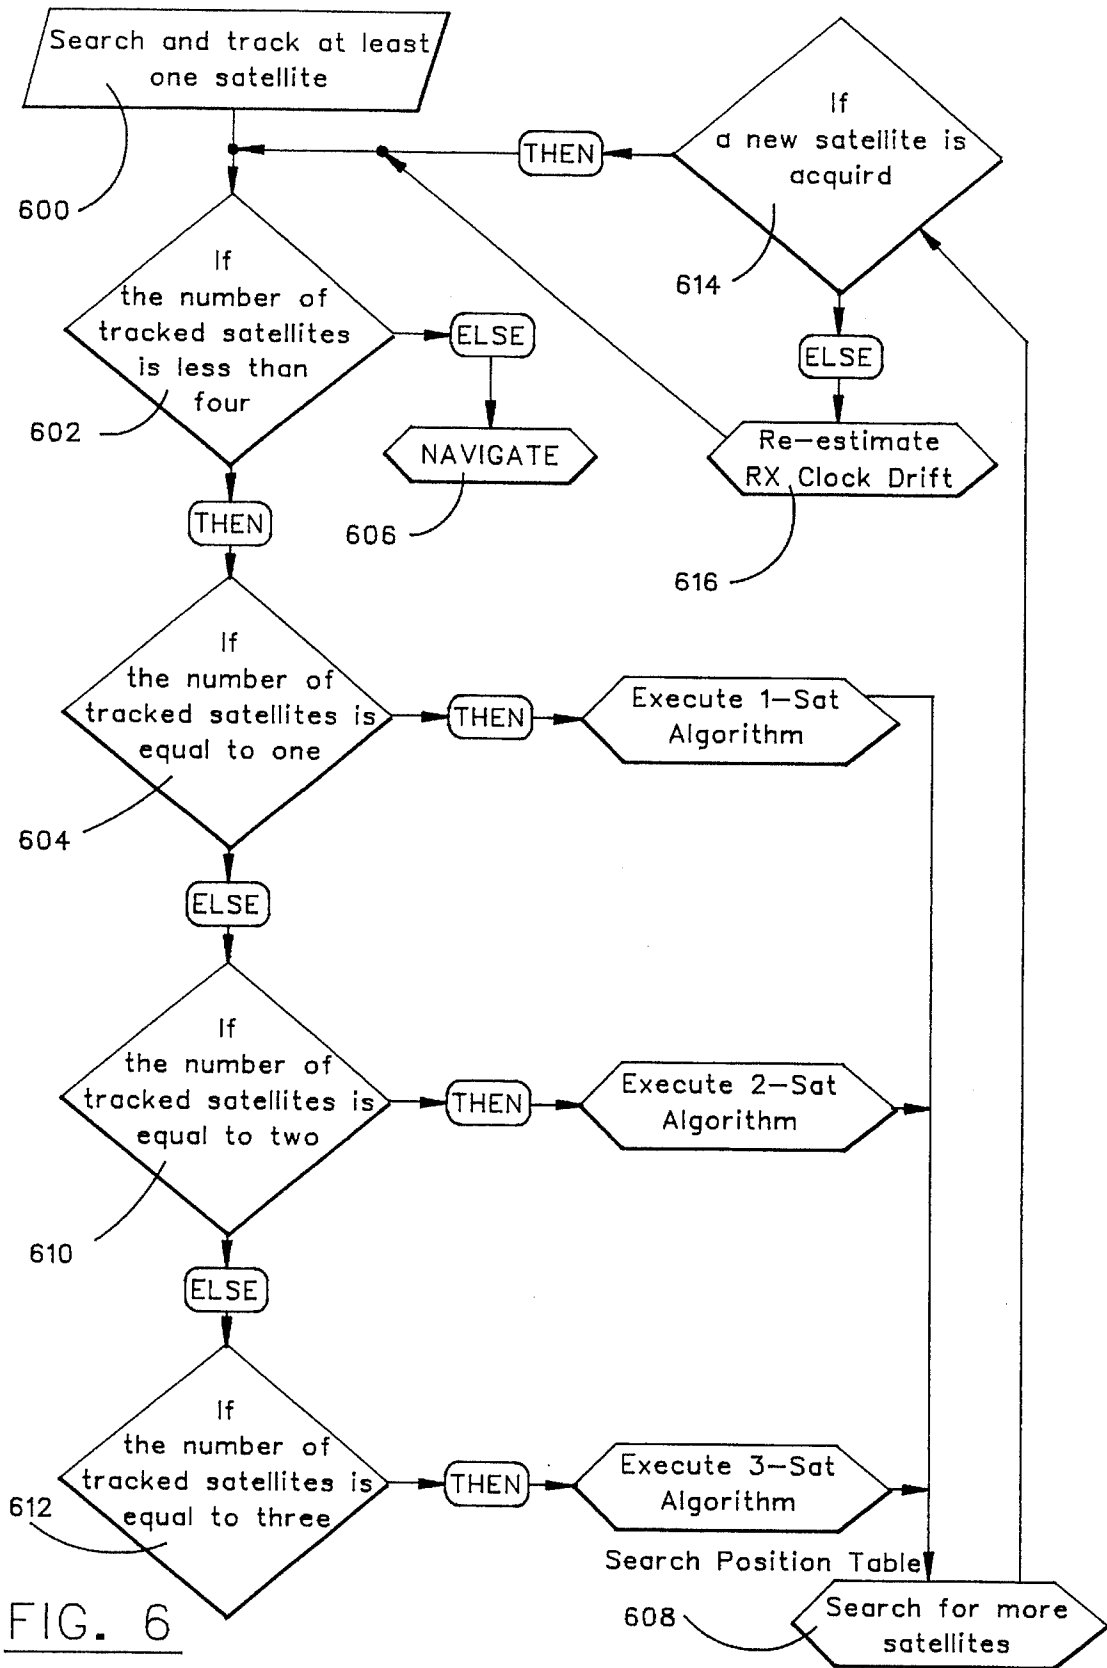 Search and track at least
one satellite
600
If
a new satellite is
acquird
THEN
614
ELSE
Re-estimate
RX Clock Drift
616
If
the number of
tracked satellites
is less than
four
602
ELSE
NAVIGATE
606
THEN
If
the number of
tracked satellites is
equal to one
604
THEN
Execute 1-Sat
Algorithm
ELSE
If
the number of
tracked satellites is
equal to two
610
THEN
Execute 2-Sat
Algorithm
ELSE
If
the number of
tracked satellites is
equal to three
612
THEN
Execute 3-Sat
Algorithm
Search Position Table
608
Search for more
satellites
FIG. 6